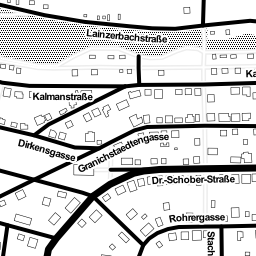 Lainzerbachstraße
Ka
Kalmanstraße
Dirkensgasse
Granichstaedtengasse
Dr.-Schober-Straße
Rohrergasse
Stach